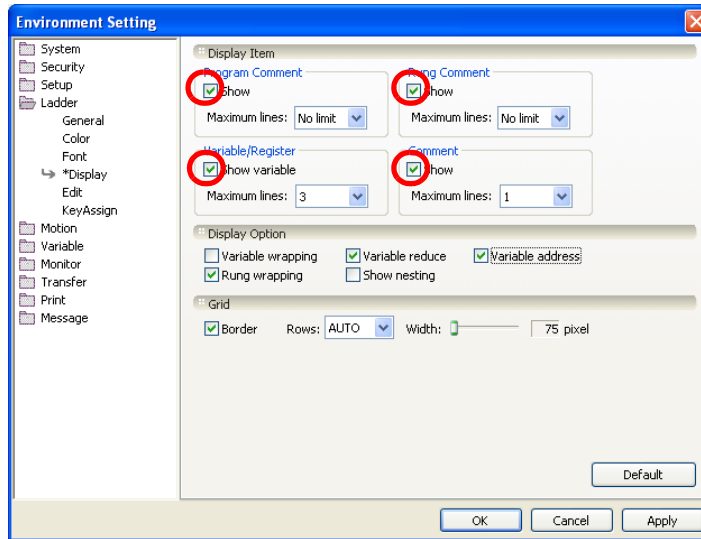 Environment Setting
System
Security
Setup
Ladder
General
Color
Font
*Display
Edit
KeyAssign
Motion
Variable
Monitor
Transfer
Print
Message
Display Item
Program Comment
Show
Maximum lines: No limit
Rung Comment
Show
Maximum lines: No limit
Variable/Register
Show variable
Maximum lines: 3
Comment
Show
Maximum lines: 1
Display Option
Variable wrapping Variable reduce Variable address
Rung wrapping Show nesting
Grid
Border Rows: AUTO Width: 75 pixel
Default
OK Cancel Apply